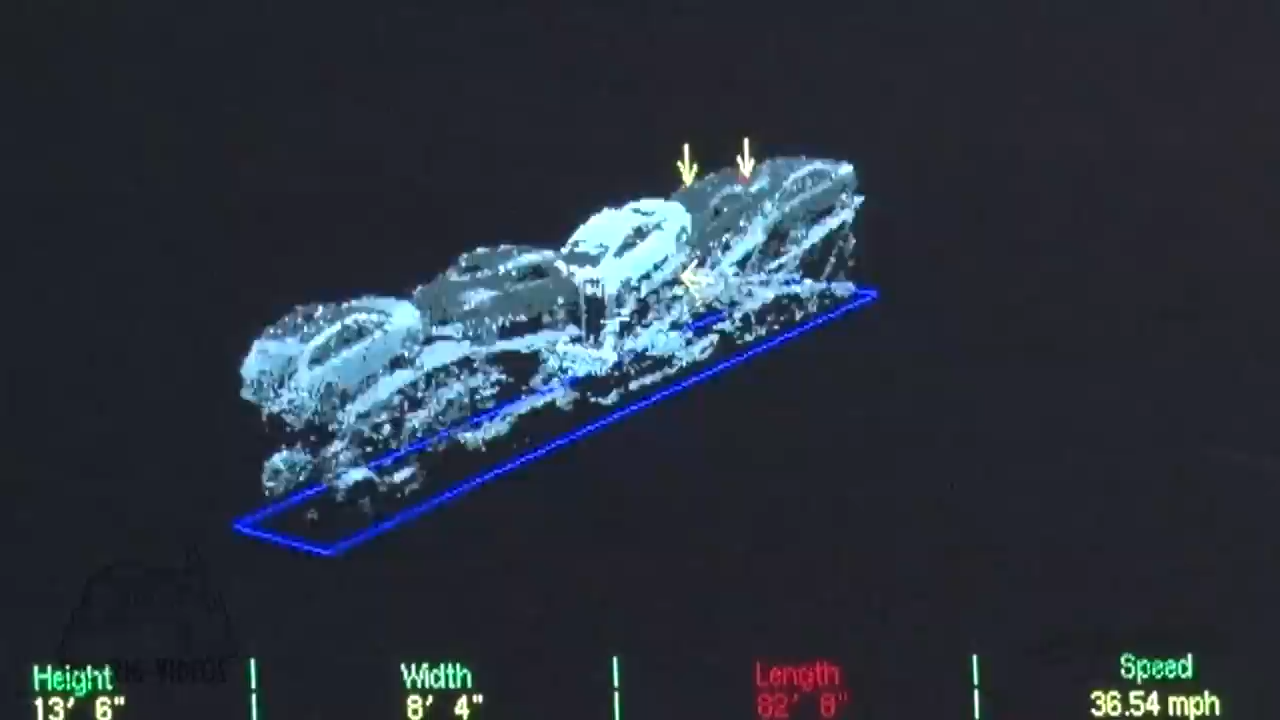 Height
Width
Length
Speed
13' 6"
8' 4"
82' 8"
36.54 mph